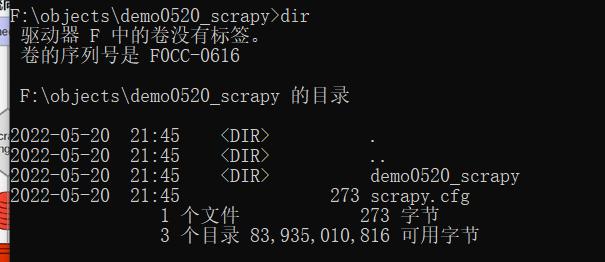 F:\objects\demo0520_scrapy>dir
驱动器 F 中的卷没有标签。
卷的序列号是 F0CC-0616
F:\objects\demo0520_scrapy 的目录
2022-05-20  21:45    <DIR>          .
2022-05-20  21:45    <DIR>          ..
2022-05-20  21:45    <DIR>          demo0520_scrapy
2022-05-20  21:45               273 scrapy.cfg
1 个文件            273 字节
3 个目录 83,935,010,816 可用字节